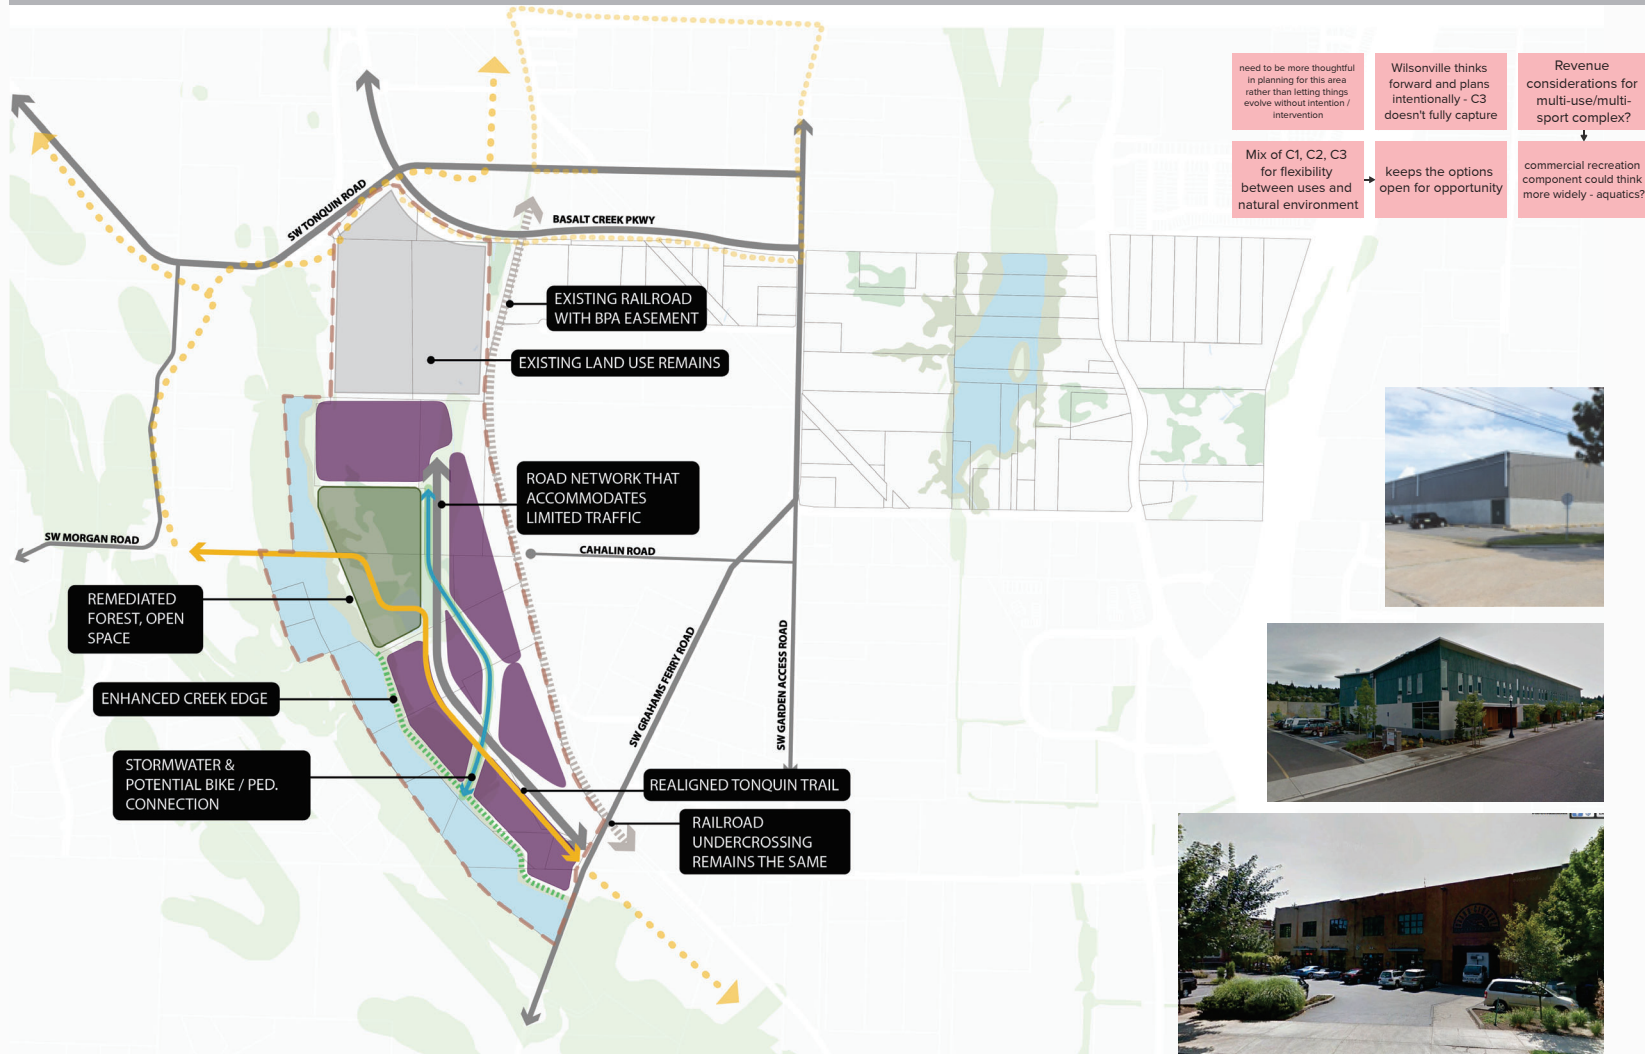 need to be more thoughtful
in planning for this area
rather than letting things
evolve without intention /
intervention
Wilsonville thinks
forward and plans
intentionally - C3
doesn't fully capture
Revenue
considerations for
multi-use/multi-
sport complex?
Mix of C1, C2, C3
for flexibility
between uses and
natural environment
keeps the options
open for opportunity
commercial recreation
component could think
more widely - aquatics?
SW TONQUIN ROAD
BASALT CREEK PKWY
EXISTING RAILROAD
WITH BPA EASEMENT
EXISTING LAND USE REMAINS
ROAD NETWORK THAT
ACCOMMODATES
LIMITED TRAFFIC
SW MORGAN ROAD
CAHALIN ROAD
REMEDIATED
FOREST, OPEN
SPACE
SW GRAHAMS FERRY ROAD
SW GARDEN ACCESS ROAD
ENHANCED CREEK EDGE
STORMWATER &
POTENTIAL BIKE / PED.
CONNECTION
REALIGNED TONQUIN TRAIL
RAILROAD
UNDERCROSSING
REMAINS THE SAME